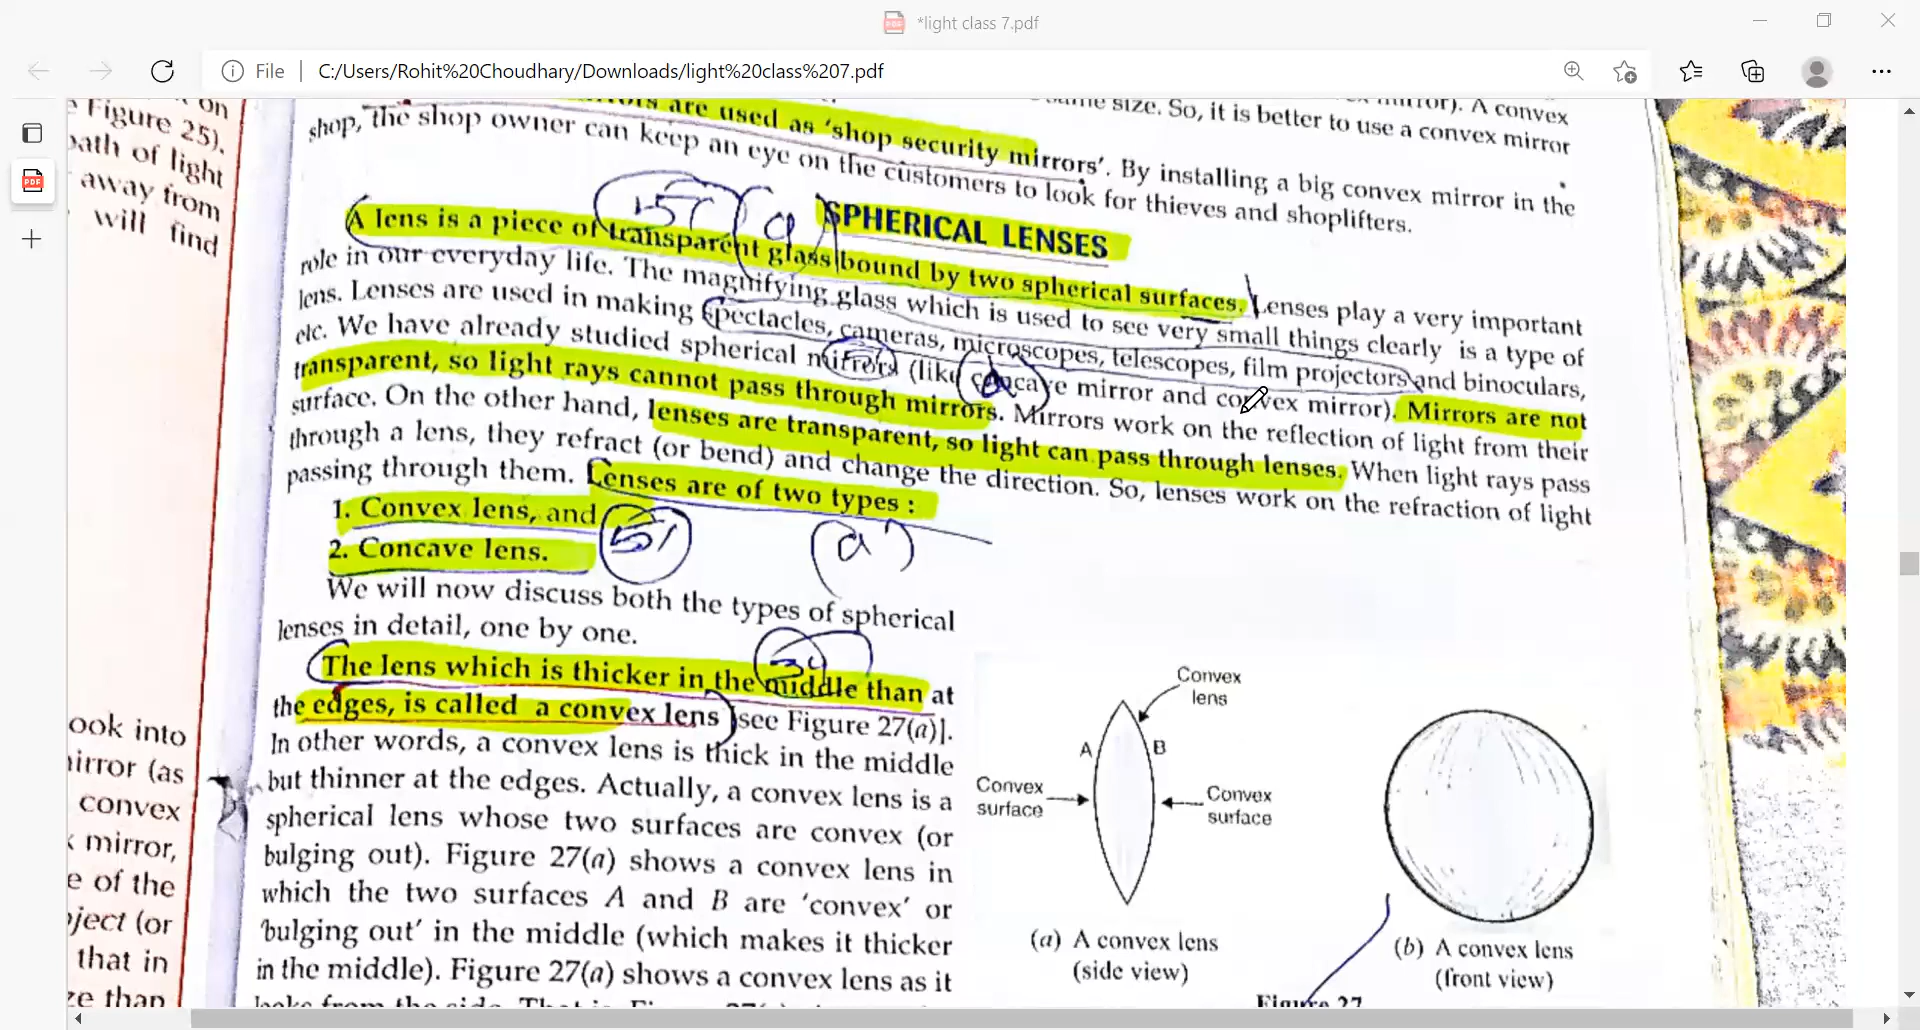 *light class 7.pdf
File | C:/Users/Rohit%20Choudhary/Downloads/light%20class%207.pdf
on
Figure 25).
path of light
away from
will find
mirror). A convex
same size. So, it is better to use a convex mirror
are used as ‘shop security mirrors’. By installing a big convex mirror in the
shop, the shop owner can keep an eye on the customers to look for thieves and shoplifters.
SPHERICAL LENSES
A lens is a piece of transparent glass bound by two spherical surfaces. Lenses play a very important
role in our everyday life. The magnifying glass which is used to see very small things clearly is a type of
lens. Lenses are used in making spectacles, cameras, microscopes, telescopes, film projectors and binoculars,
etc. We have already studied spherical mirrors (like concave mirror and convex mirror). Mirrors are not
transparent, so light rays cannot pass through mirrors. Mirrors work on the reflection of light from their
surface. On the other hand, lenses are transparent, so light can pass through lenses. When light rays pass
through a lens, they refract (or bend) and change the direction. So, lenses work on the refraction of light
passing through them. Lenses are of two types :
1. Convex lens, and
2. Concave lens.
(a)
We will now discuss both the types of spherical
lenses in detail, one by one.
The lens which is thicker in the middle than at
the edges, is called a convex lens [see Figure 27(a)].
In other words, a convex lens is thick in the middle
but thinner at the edges. Actually, a convex lens is a
spherical lens whose two surfaces are convex (or
bulging out). Figure 27(a) shows a convex lens in
which the two surfaces A and B are ‘convex’ or
‘bulging out’ in the middle (which makes it thicker
in the middle). Figure 27(a) shows a convex lens as it
looks from the side.
ook into
mirror (as
convex
mirror,
e of the
ject (or
that in
ze than
Convex
lens
A
B
Convex
surface
Convex
surface
(a) A convex lens
(side view)
(b) A convex lens
(front view)
Figure 27